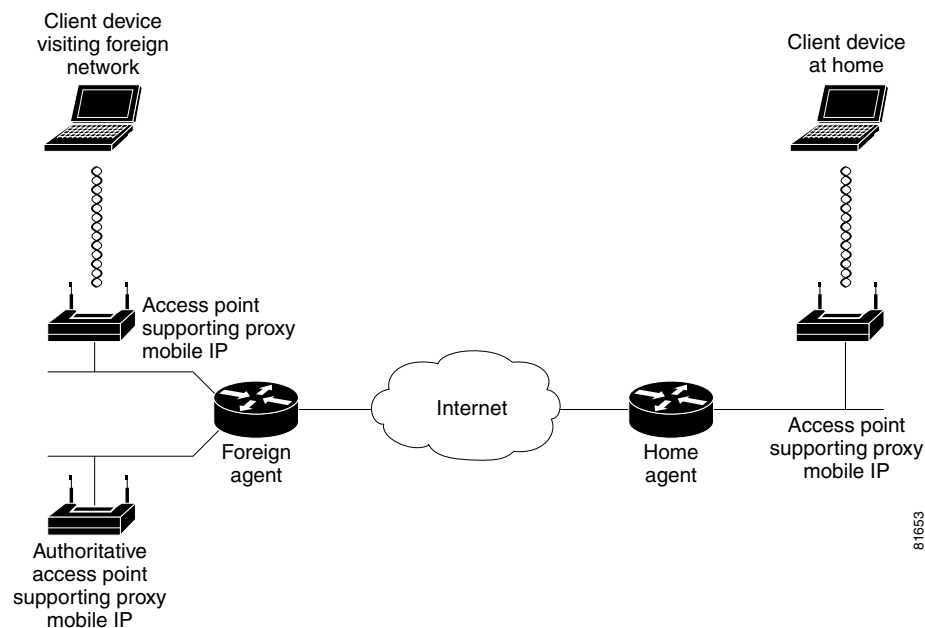 Client device
visiting foreign
network
Client device
at home
Access point
supporting proxy
mobile IP
Internet
Foreign
agent
Home
agent
Access point
supporting proxy
mobile IP
Authoritative
access point
supporting proxy
mobile IP
81653